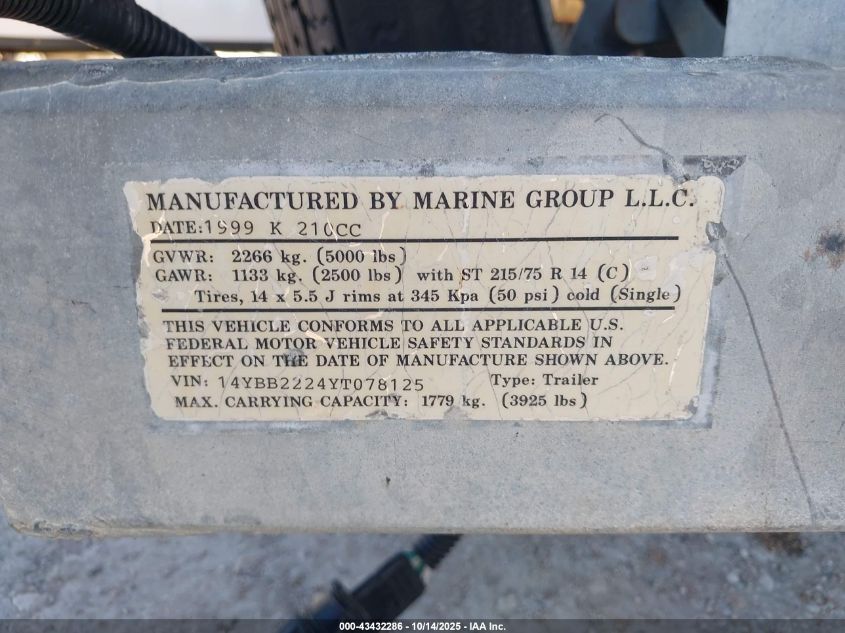 MANUFACTURED BY MARINE GROUP L.L.C.
DATE:1999 K 210CC
GVWR: 2266 kg. (5000 lbs)
GAWR: 1133 kg. (2500 lbs) with ST 215/75 R 14 (C)
Tires, 14 x 5.5 J rims at 345 Kpa (50 psi) cold (Single)
THIS VEHICLE CONFORMS TO ALL APPLICABLE U.S.
FEDERAL MOTOR VEHICLE SAFETY STANDARDS IN
EFFECT ON THE DATE OF MANUFACTURE SHOWN ABOVE.
VIN: 14YBB2224YT078125 Type: Trailer
MAX. CARRYING CAPACITY: 1779 kg. (3925 lbs)
000-43432286 - 10/14/2025 - IAA Inc.